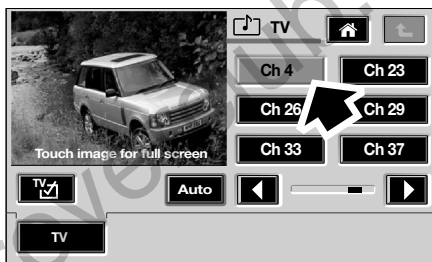 TV
Ch 4
Ch 23
Ch 26
Ch 29
Ch 33
Ch 37
Touch image for full screen
TV
Auto
TV